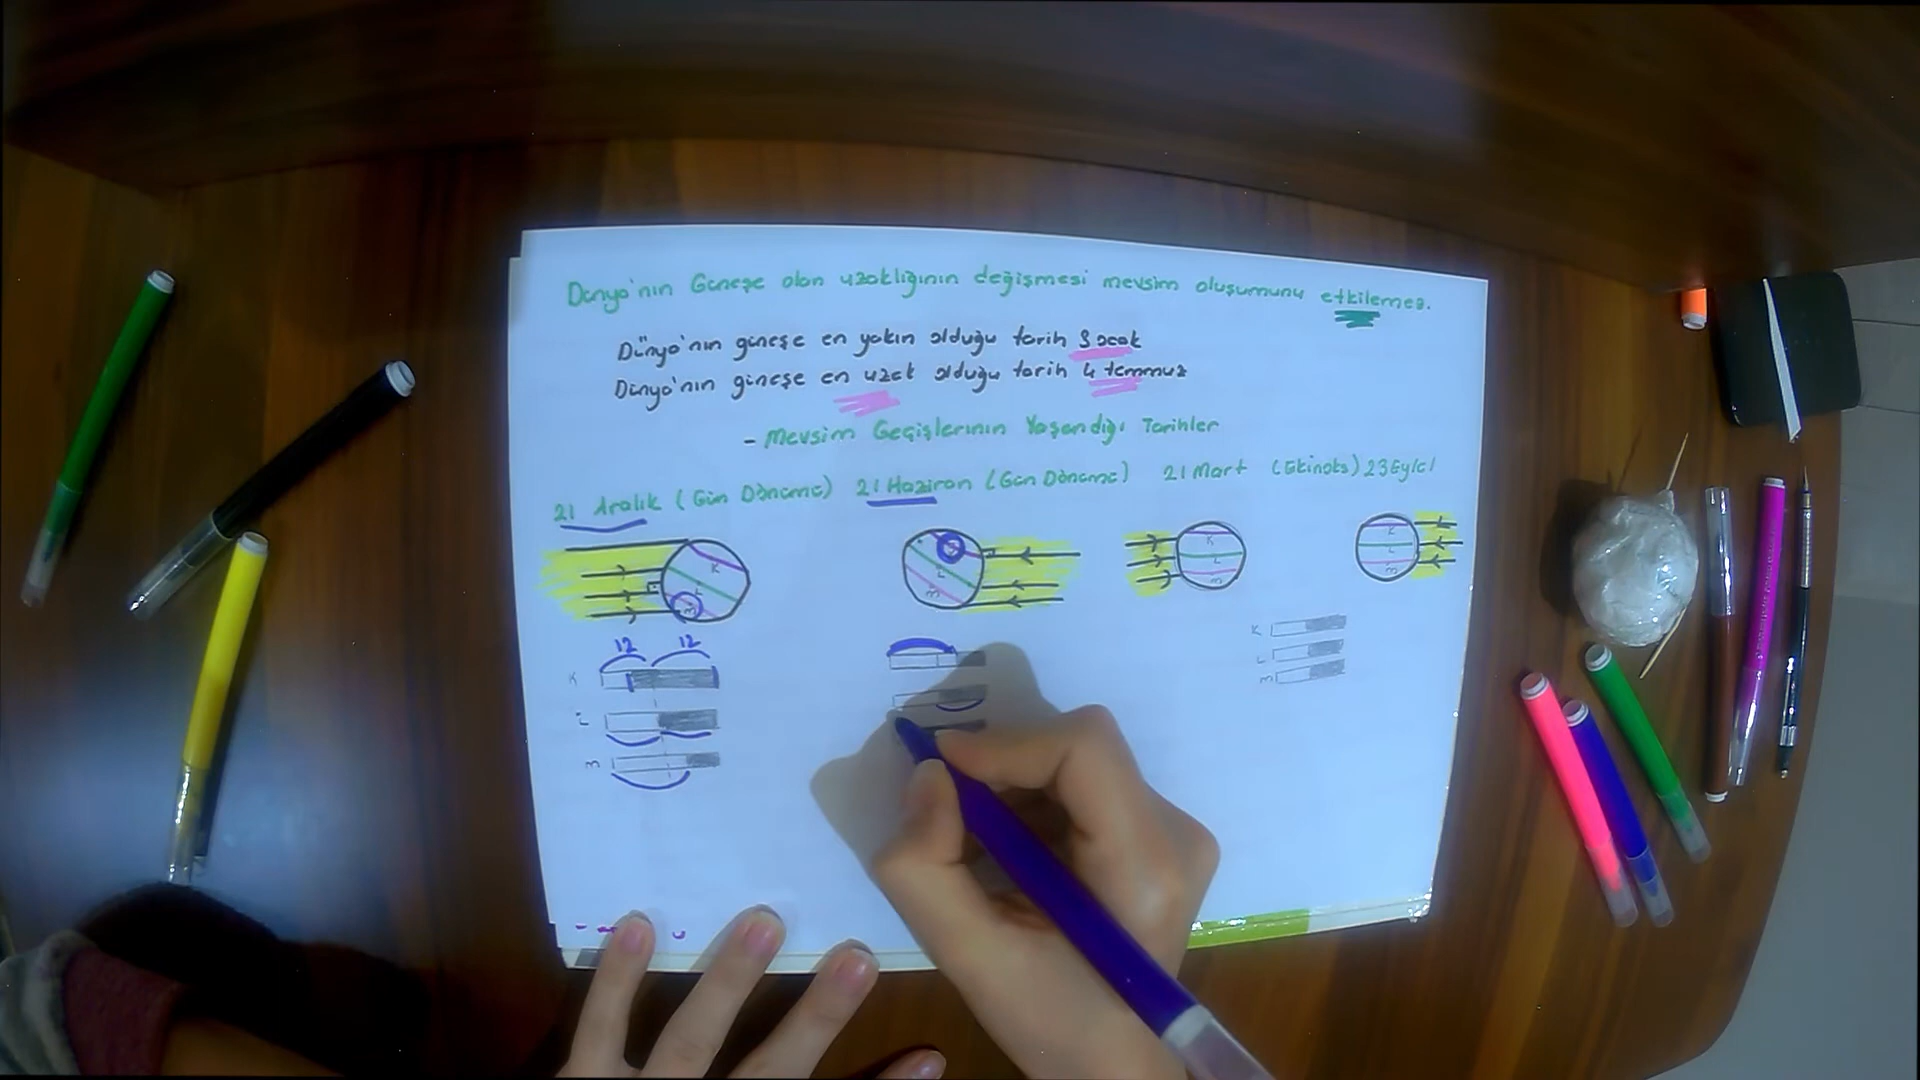 Dünya'nın Güneşe olan uzaklığının değişmesi mevsim oluşumunu etkilemez.
Dünya'nın güneşe en yakın olduğu tarih 3 ocak
Dünya'nın güneşe en uzak olduğu tarih 4 temmuz
- Mevsim Geçişlerinin Yaşandığı Tarihler
21 Aralık (Gün Dönümü) 21 Haziran (Gün Dönümü) 21 Mart (Ekinoks) 23 Eylül
K K K
L L L L
m m m m
12 12
K K
L L
m m